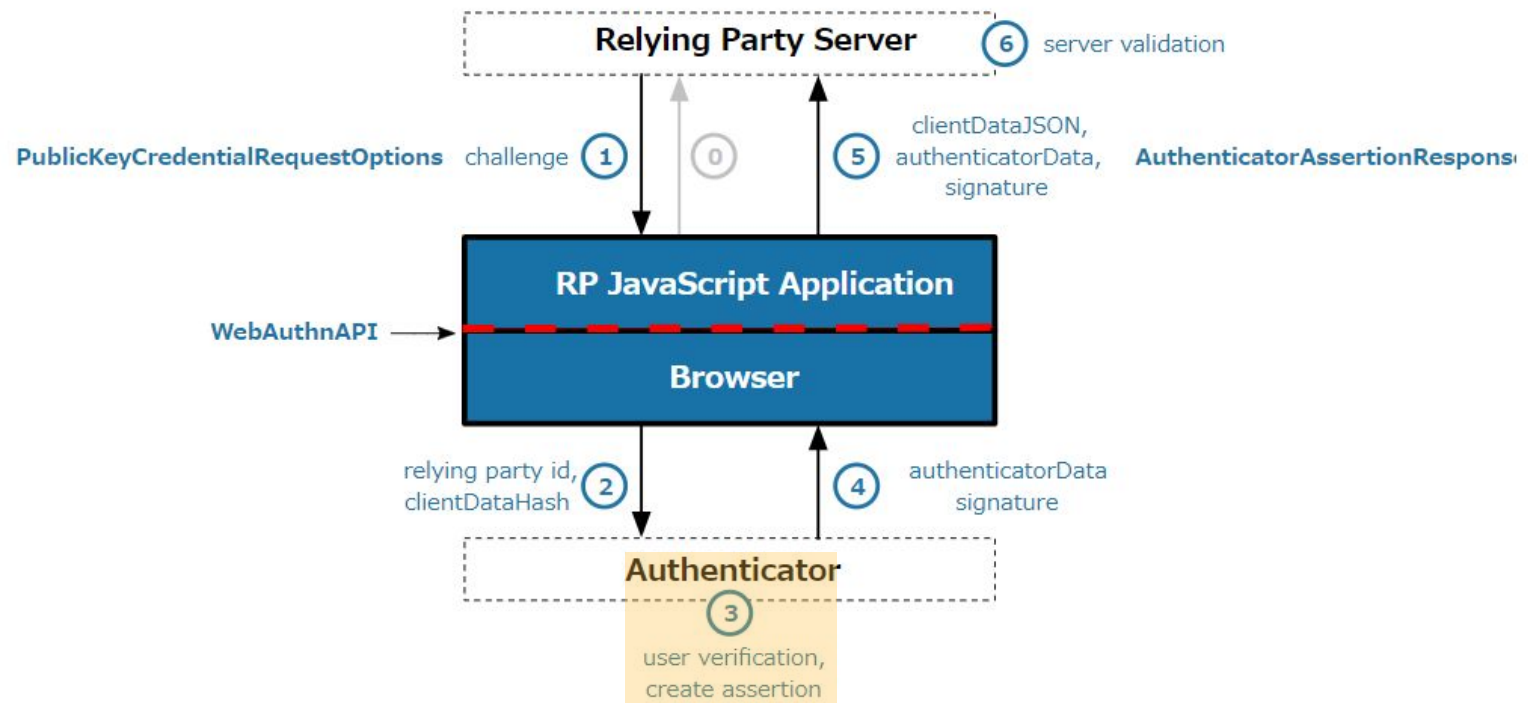 Relying Party Server
6 server validation
PublicKeyCredentialRequestOptions challenge 1
0
5
clientDataJSON,
authenticatorData,
signature
AuthenticatorAssertionRespons
RP JavaScript Application
WebAuthnAPI
Browser
relying party id,
clientDataHash
2
4
authenticatorData
signature
Authenticator
3
user verification,
create assertion